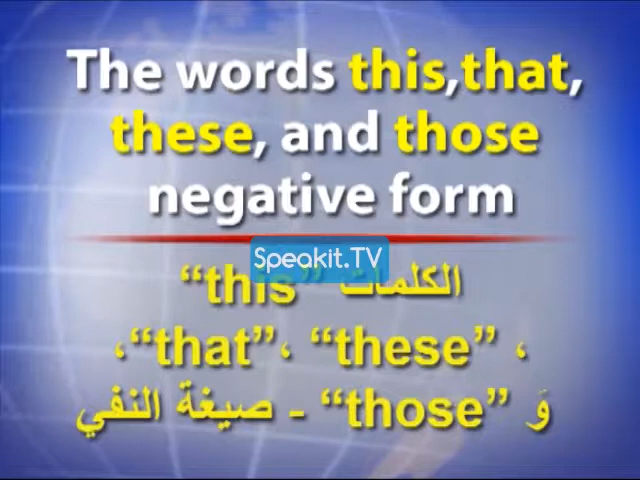 The words this,that,
these, and those
negative form
Speakit.TV
الكلمات “this”
، “these” ،“that”،
وَ “those” - صيغة النفي